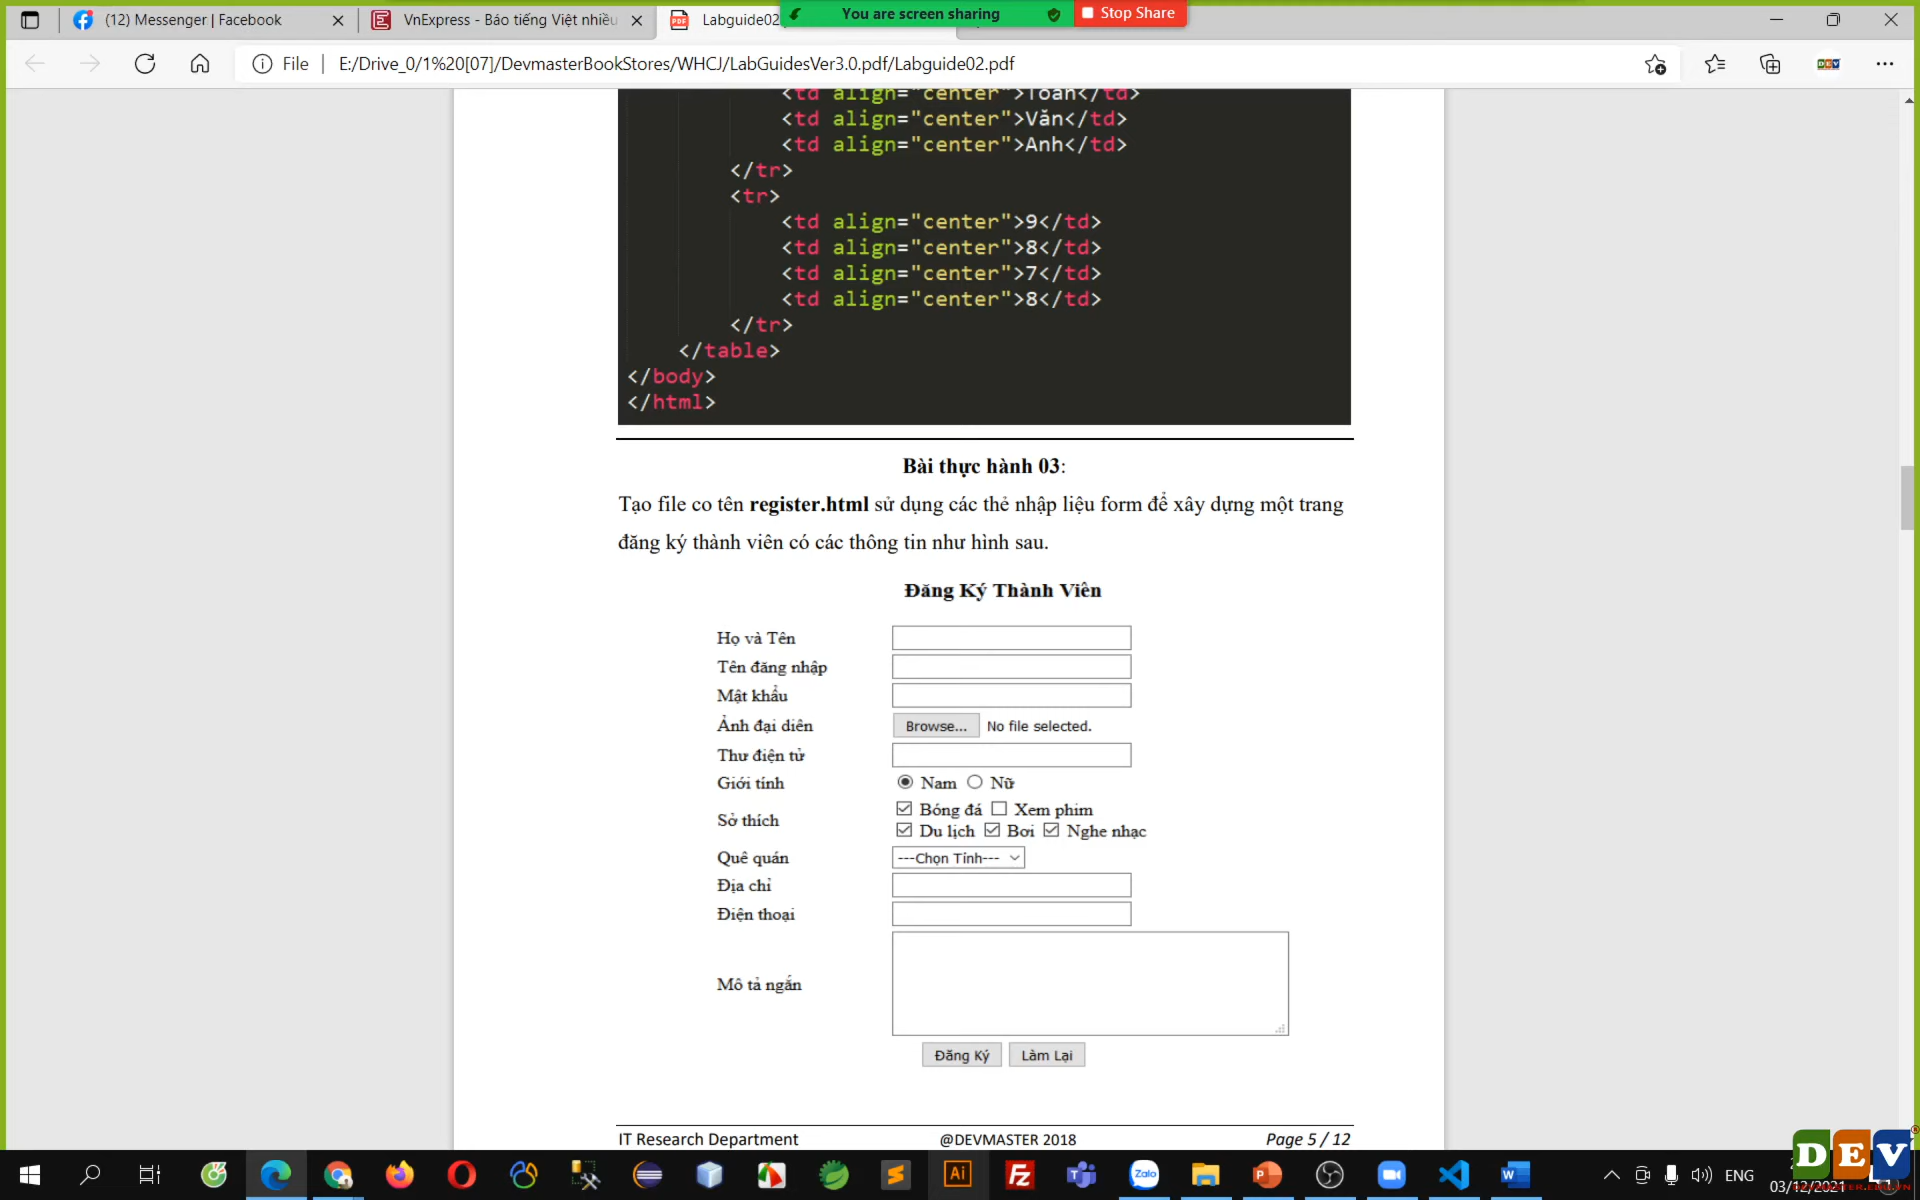 (12) Messenger | Facebook
VnExpress - Báo tiếng Việt nhiều
Labguide02
You are screen sharing
Stop Share
File
E:/Drive_0/1%20[07]/DevmasterBookStores/WHCJ/LabGuidesVer3.0.pdf/Labguide02.pdf
<td align="center">Toán</td>
<td align="center">Văn</td>
<td align="center">Anh</td>
</tr>
<tr>
<td align="center">9</td>
<td align="center">8</td>
<td align="center">7</td>
<td align="center">8</td>
</tr>
</table>
</body>
</html>
Bài thực hành 03:
Tạo file co tên register.html sử dụng các thẻ nhập liệu form để xây dựng một trang
đăng ký thành viên có các thông tin như hình sau.
Đăng Ký Thành Viên
Họ và Tên
Tên đăng nhập
Mật khẩu
Ảnh đại diên
Browse... No file selected.
Thư điện tử
Giới tính
Nam Nữ
Sở thích
Bóng đá Xem phim
Du lịch Bơi Nghe nhạc
Quê quán
---Chọn Tỉnh---
Địa chỉ
Điện thoại
Mô tả ngắn
Đăng Ký Làm Lại
IT Research Department @DEVMASTER 2018 Page 5 / 12
DEV
ENG
03/12/2021